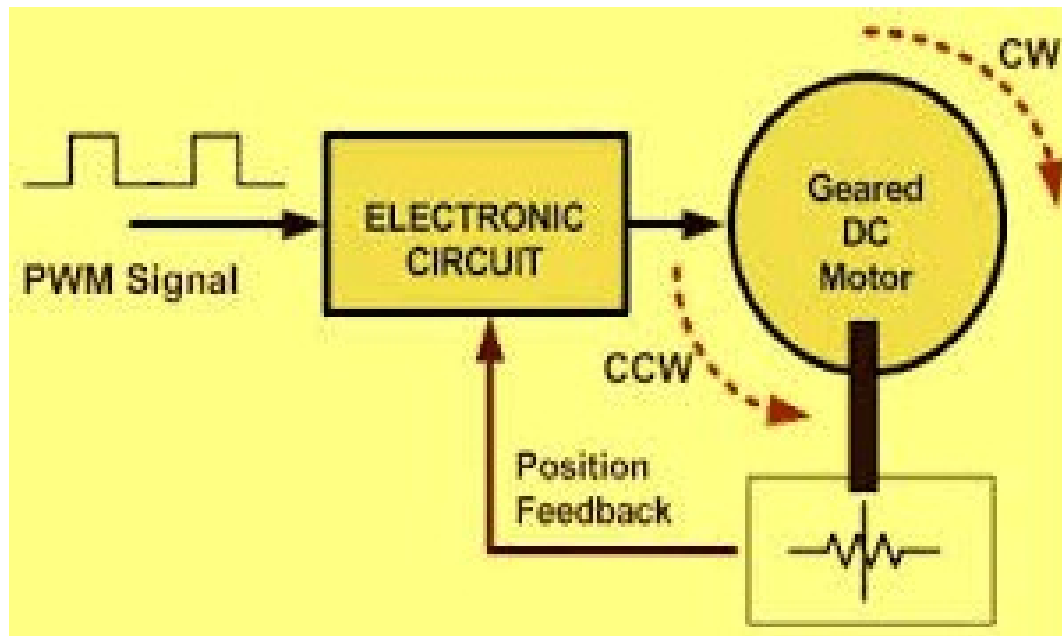 CW
PWM Signal
ELECTRONIC
CIRCUIT
Geared
DC
Motor
CCW
Position
Feedback